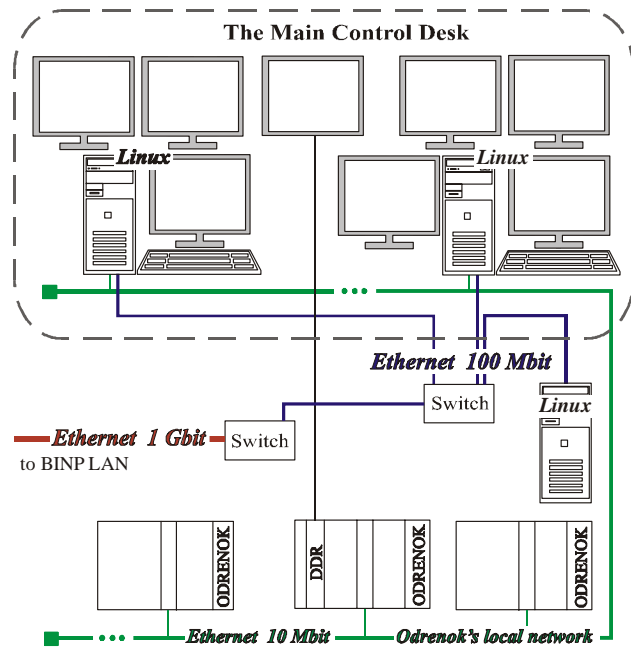 The Main Control Desk
Linux
Linux
Ethernet 100 Mbit
Switch
Linux
Ethernet 1 Gbit
Switch
to BINP LAN
ODRENOK
DDR
ODRENOK
ODRENOK
Ethernet 10 Mbit
Odrenok's local network